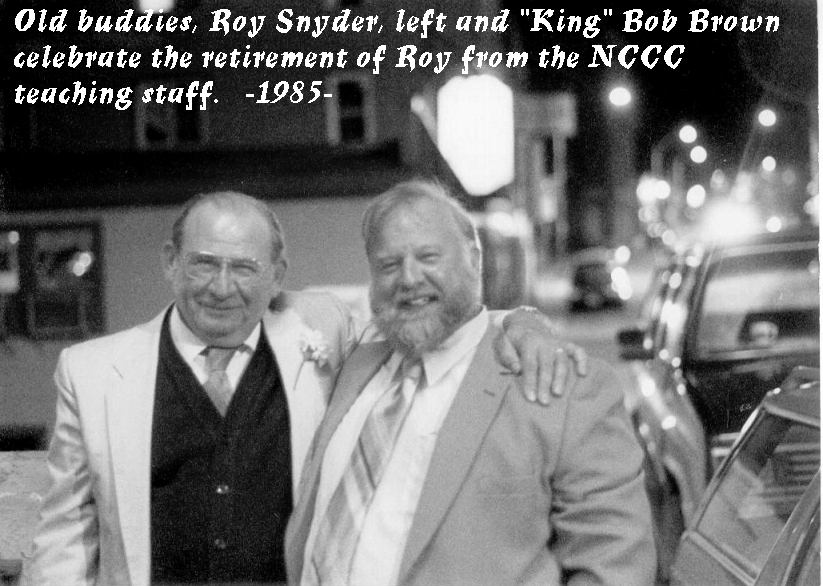 Old buddies, Roy Snyder, left and "King" Bob Brown
celebrate the retirement of Roy from the NCCC
teaching staff.   -1985-